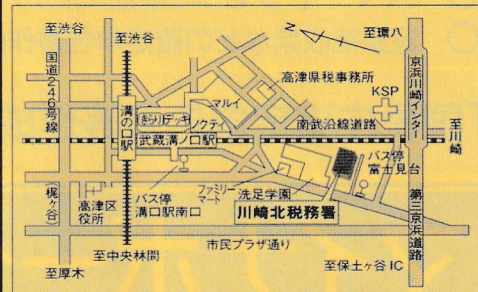 至渋谷
至渋谷
N
至環八
国道246号線
高津県税事務所
京浜川崎インター
KSP
マルイ
溝の口駅
きらりデッキ
ノクティ
南武沿線道路
武蔵溝ノ口駅
至川崎
バス停
富士見台
(梶ヶ谷)
高津区
役所
バス停
溝口駅南口
ファミリー
マート
洗足学園
川崎北税務署
第三京浜道路
市民プラザ通り
至厚木
至中央林間
至保土ヶ谷IC